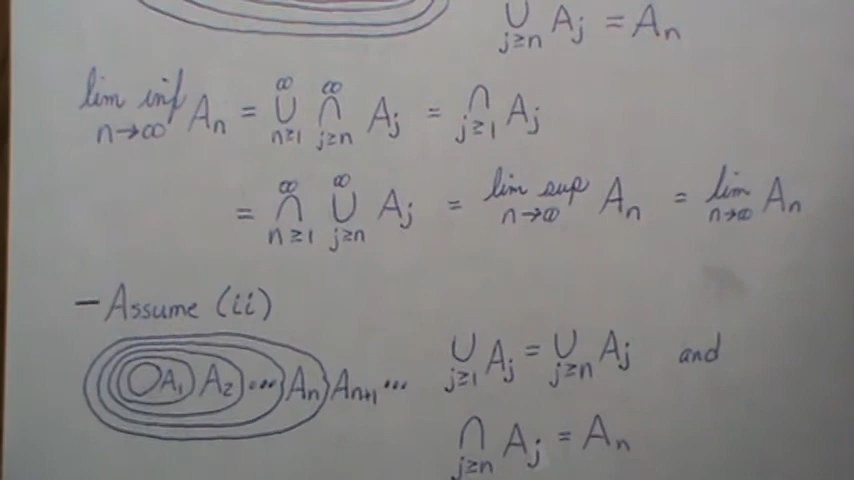 ∪_{j≥n} A_j = A_n
lim inf_{n→∞} A_n = ∪_{n≥1}^{∞} ∩_{j≥n}^{∞} A_j = ∩_{j≥1} A_j
= ∩_{n≥1}^{∞} ∪_{j≥n}^{∞} A_j = lim sup_{n→∞} A_n = lim_{n→∞} A_n
- Assume (ii)
A_1 A_2 ... A_n A_{n+1} ... ∪_{j≥1} A_j = ∪_{j≥n} A_j and
∩_{j≥n} A_j = A_n